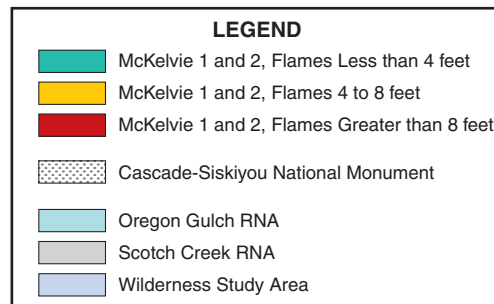 LEGEND
McKelvie 1 and 2, Flames Less than 4 feet
McKelvie 1 and 2, Flames 4 to 8 feet
McKelvie 1 and 2, Flames Greater than 8 feet
Cascade-Siskiyou National Monument
Oregon Gulch RNA
Scotch Creek RNA
Wilderness Study Area